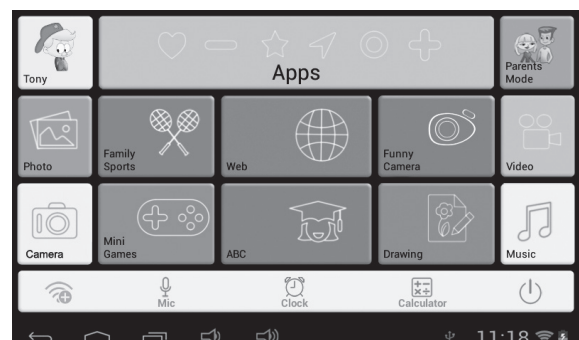 Apps
Tony
Parents
Mode
Photo
Family
Sports
Web
Funny
Camera
Video
Camera
Mini
Games
ABC
Drawing
Music
Mic
Clock
Calculator
11:18